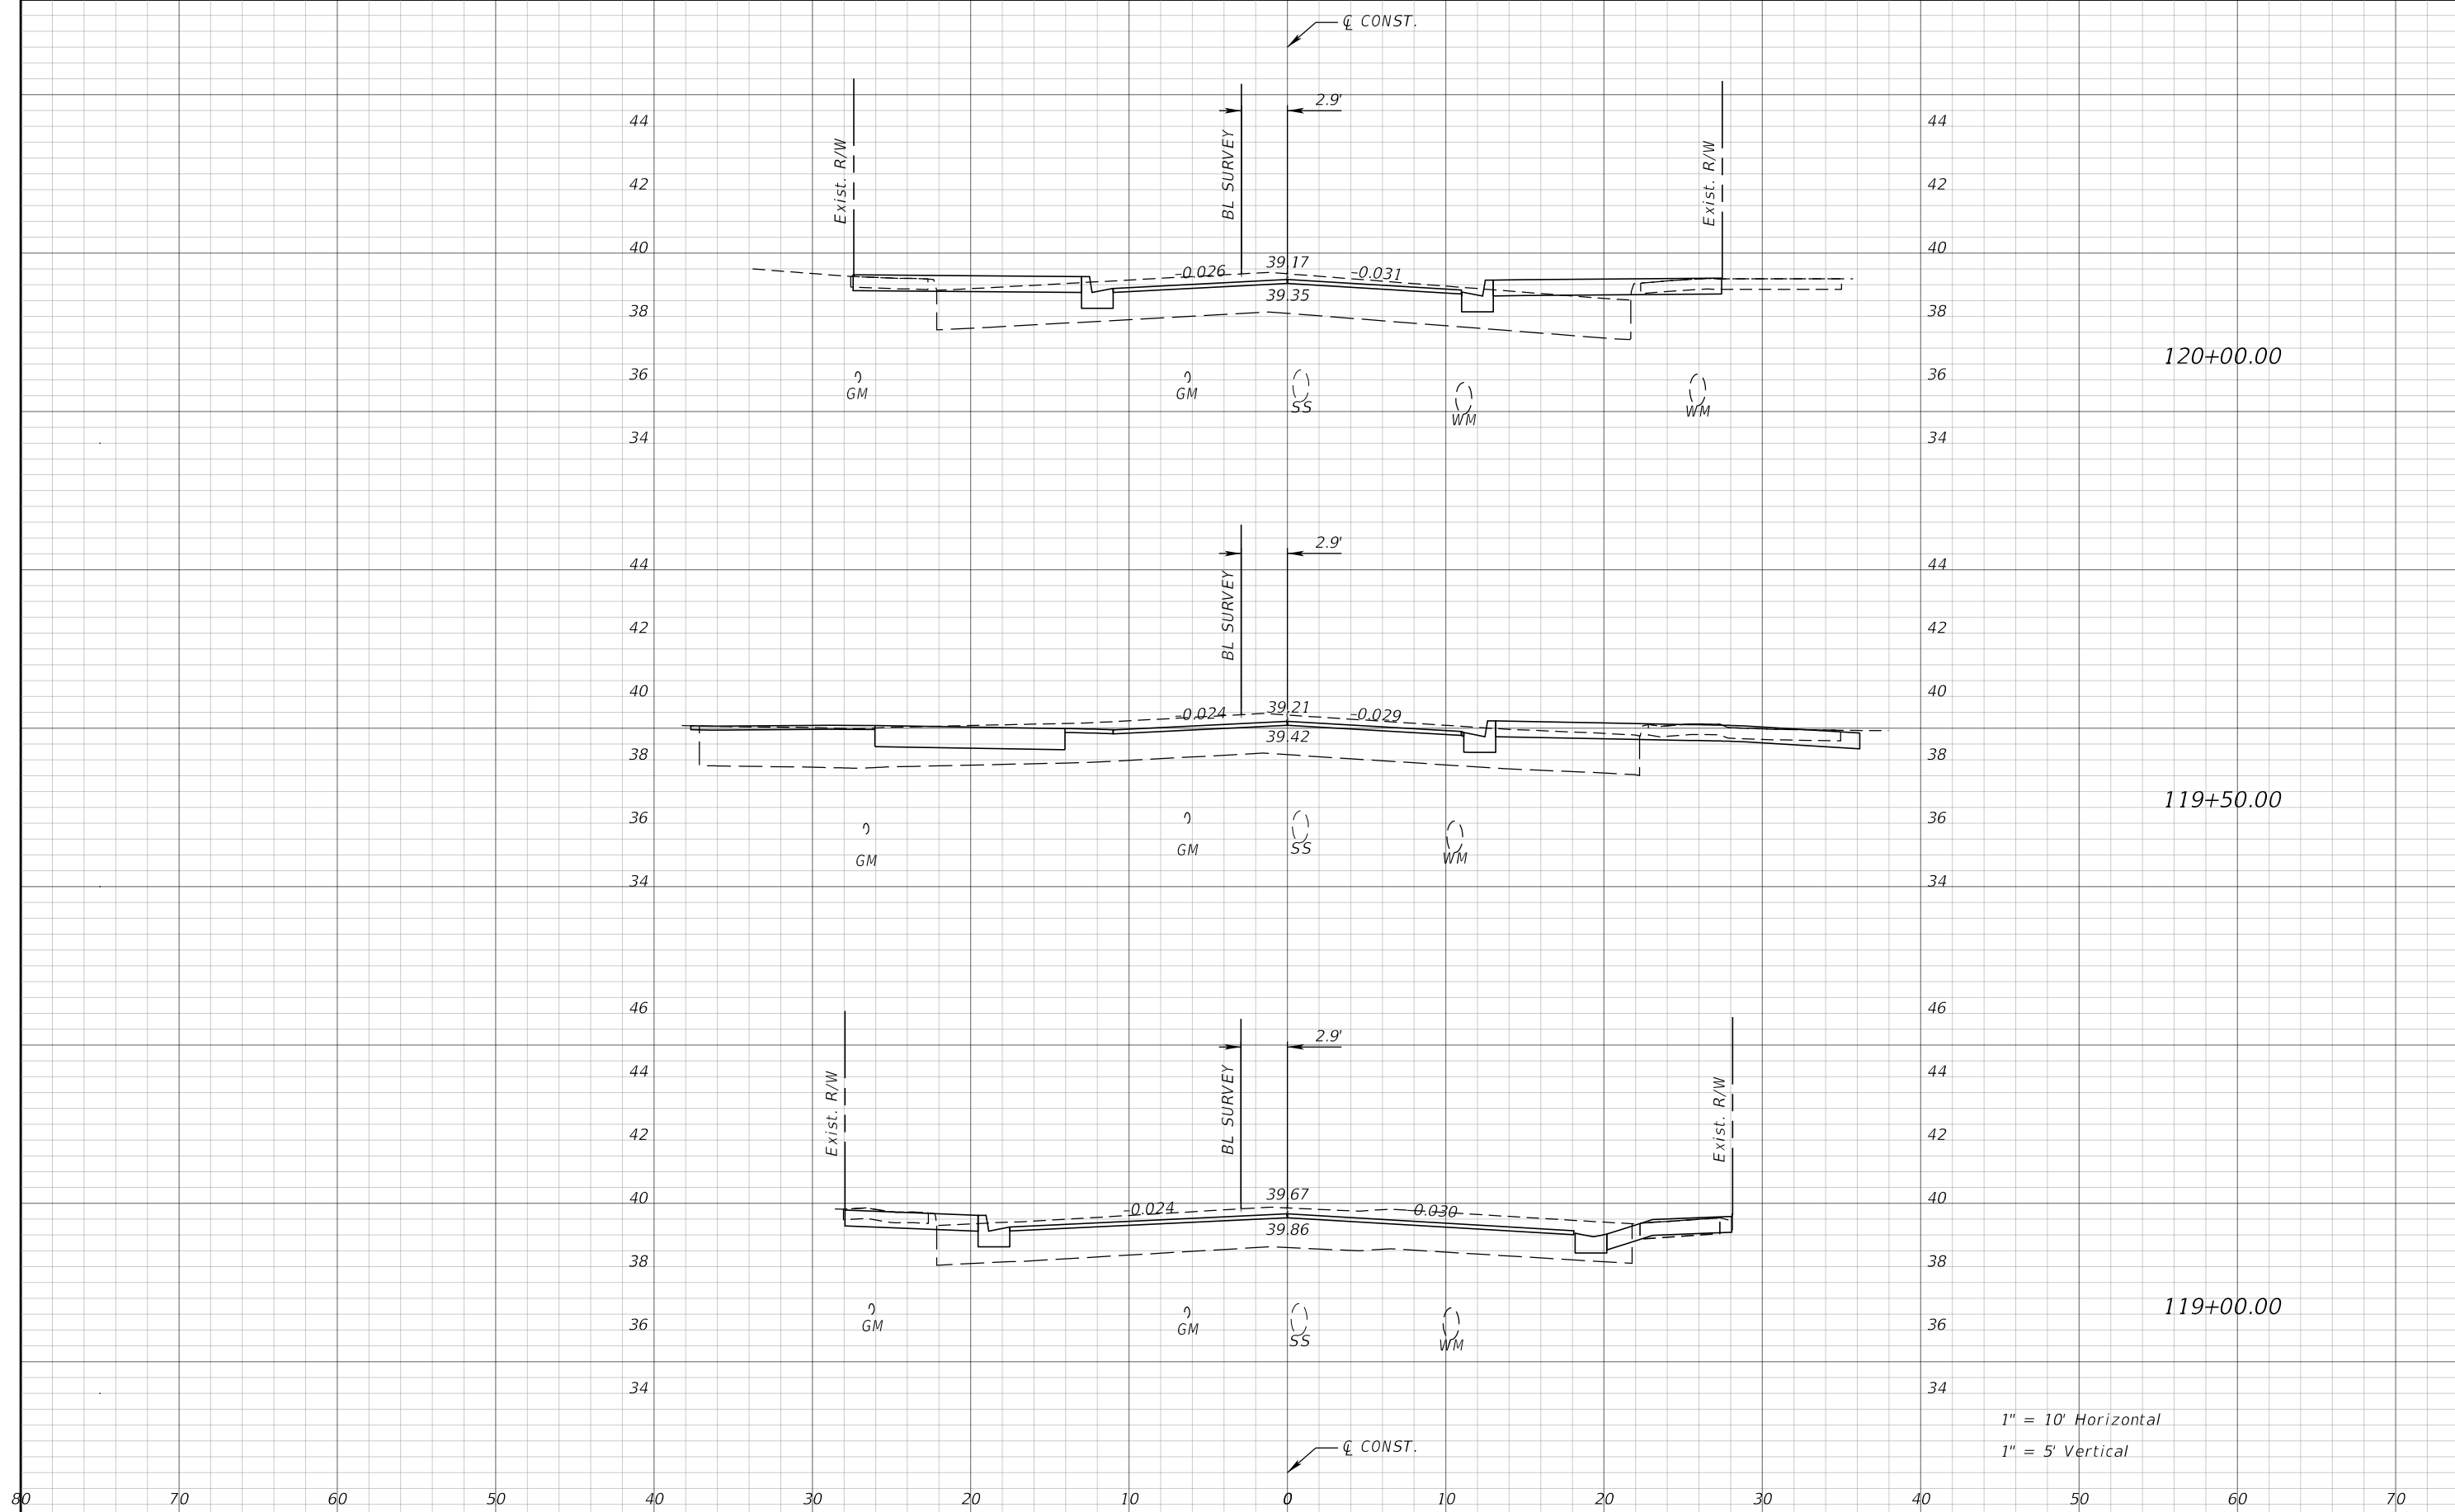 ℄ CONST.
2.9'
44 44
Exist. R/W BL SURVEY Exist. R/W
42 42
40 40
-0.026 39.17 -0.031
39.35
38 38
120+00.00
36 36
GM GM SS WM WM
34 34
2.9'
44 44
BL SURVEY
42 42
40 40
-0.024 39.21 -0.029
39.42
38 38
119+50.00
36 36
GM GM SS WM
34 34
46 46
2.9'
44 44
Exist. R/W BL SURVEY Exist. R/W
42 42
40 40
-0.024 39.67 -0.030
39.86
38 38
119+00.00
36 36
GM GM SS WM
34 34
1" = 10' Horizontal
℄ CONST.
1" = 5' Vertical
80 70 60 50 40 30 20 10 0 10 20 30 40 50 60 70